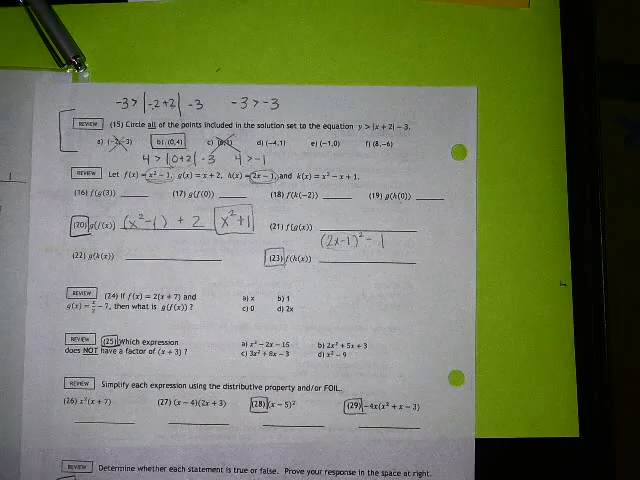 -3 > |-2+2| -3 -3 > -3
REVIEW (15) Circle all of the points included in the solution set to the equation y > |x + 2| − 3.
a) (−2, −3) b) (0,4) c) d) (−4,1) e) (−1,0) f) (8,−6)
4 > |0+2| -3 4 > -1
REVIEW Let f(x) = x² − 1, g(x) = x + 2, h(x) = 2x − 1, and k(x) = x² − x + 1.
(16) f(g(3)) (17) g(f(0)) (18) f(k(−2)) (19) g(h(0))
(20) g(f(x)) (x²-1) + 2 x²+1 (21) f(g(x))
(2x-1)² - 1
(22) g(k(x)) (23) f(h(x))
REVIEW (24) If f(x) = 2(x + 7) and a) x b) 1
g(x) = x/2 − 7, then what is g(f(x)) ? c) 0 d) 2x
REVIEW (25) Which expression a) x² − 2x − 15 b) 2x² + 5x + 3
does NOT have a factor of (x + 3) ? c) 3x² + 8x − 3 d) x² − 9
REVIEW Simplify each expression using the distributive property and/or FOIL.
(26) x³(x + 7) (27) (x − 4)(2x + 3) (28) (x − 5)² (29) −4x(x² + x − 3)
REVIEW Determine whether each statement is true or false. Prove your response in the space at right.